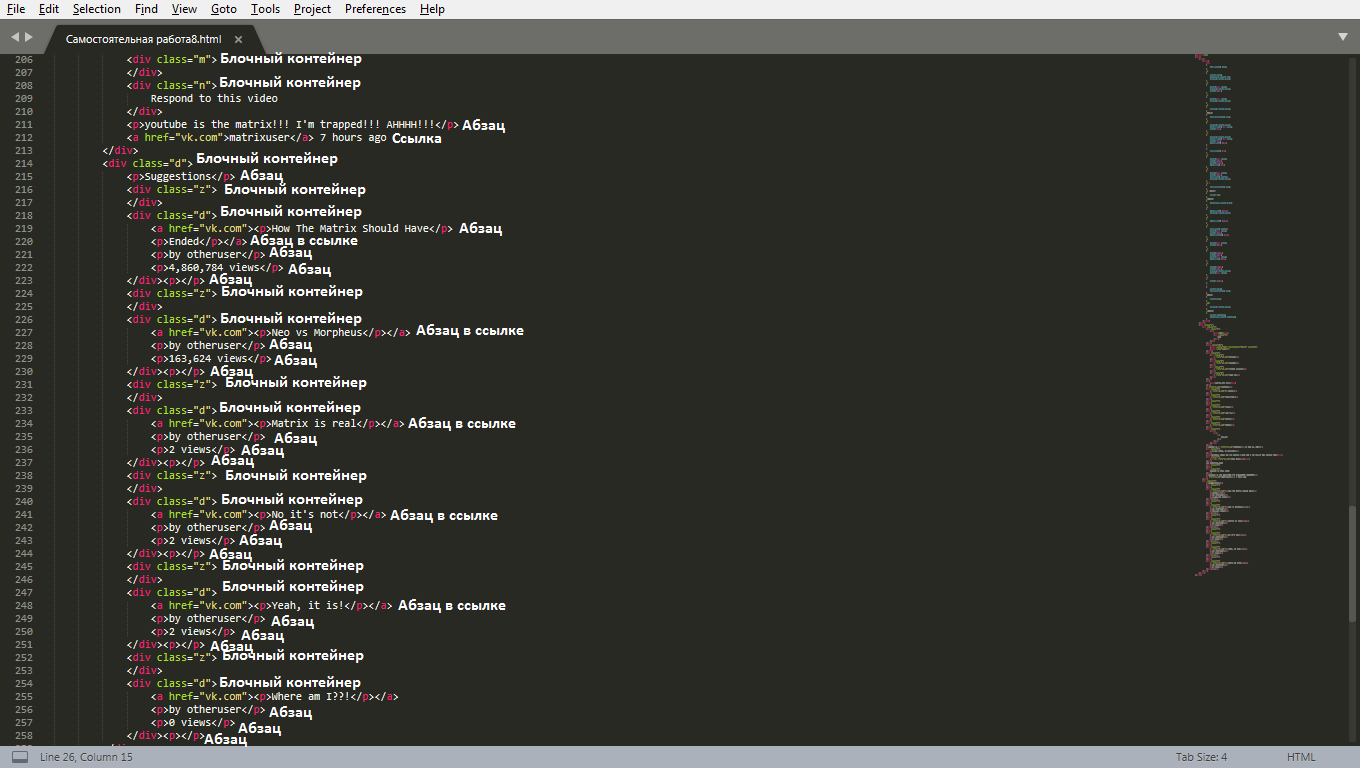 File Edit Selection Find View Goto Tools Project Preferences Help
Самостоятельная работа8.html ×
206 <div class="m"> Блочный контейнер
207 </div>
208 <div class="n"> Блочный контейнер
209 Respond to this video
210 </div>
211 <p>youtube is the matrix!!! I'm trapped!!! AHHHH!!!</p> Абзац
212 <a href="vk.com">matrixuser</a> 7 hours ago Ссылка
213 </div>
214 <div class="d"> Блочный контейнер
215 <p>Suggestions</p> Абзац
216 <div class="z"> Блочный контейнер
217 </div>
218 <div class="d"> Блочный контейнер
219 <a href="vk.com"><p>How The Matrix Should Have</p> Абзац
220 <p>Ended</p></a> Абзац в ссылке
221 <p>by otheruser</p> Абзац
222 <p>4,860,784 views</p> Абзац
223 </div><p></p> Абзац
224 <div class="z"> Блочный контейнер
225 </div>
226 <div class="d"> Блочный контейнер
227 <a href="vk.com"><p>Neo vs Morpheus</p></a> Абзац в ссылке
228 <p>by otheruser</p> Абзац
229 <p>163,624 views</p> Абзац
230 </div><p></p> Абзац
231 <div class="z"> Блочный контейнер
232 </div>
233 <div class="d"> Блочный контейнер
234 <a href="vk.com"><p>Matrix is real</p></a> Абзац в ссылке
235 <p>by otheruser</p> Абзац
236 <p>2 views</p> Абзац
237 </div><p></p> Абзац
238 <div class="z"> Блочный контейнер
239 </div>
240 <div class="d"> Блочный контейнер
241 <a href="vk.com"><p>No it's not</p></a> Абзац в ссылке
242 <p>by otheruser</p> Абзац
243 <p>2 views</p> Абзац
244 </div><p></p> Абзац
245 <div class="z"> Блочный контейнер
246 </div>
247 <div class="d"> Блочный контейнер
248 <a href="vk.com"><p>Yeah, it is!</p></a> Абзац в ссылке
249 <p>by otheruser</p> Абзац
250 <p>2 views</p> Абзац
251 </div><p></p> Абзац
252 <div class="z"> Блочный контейнер
253 </div>
254 <div class="d"> Блочный контейнер
255 <a href="vk.com"><p>Where am I??!</p></a>
256 <p>by otheruser</p> Абзац
257 <p>0 views</p> Абзац
258 </div><p></p> Абзац
Line 26, Column 15 Tab Size: 4 HTML